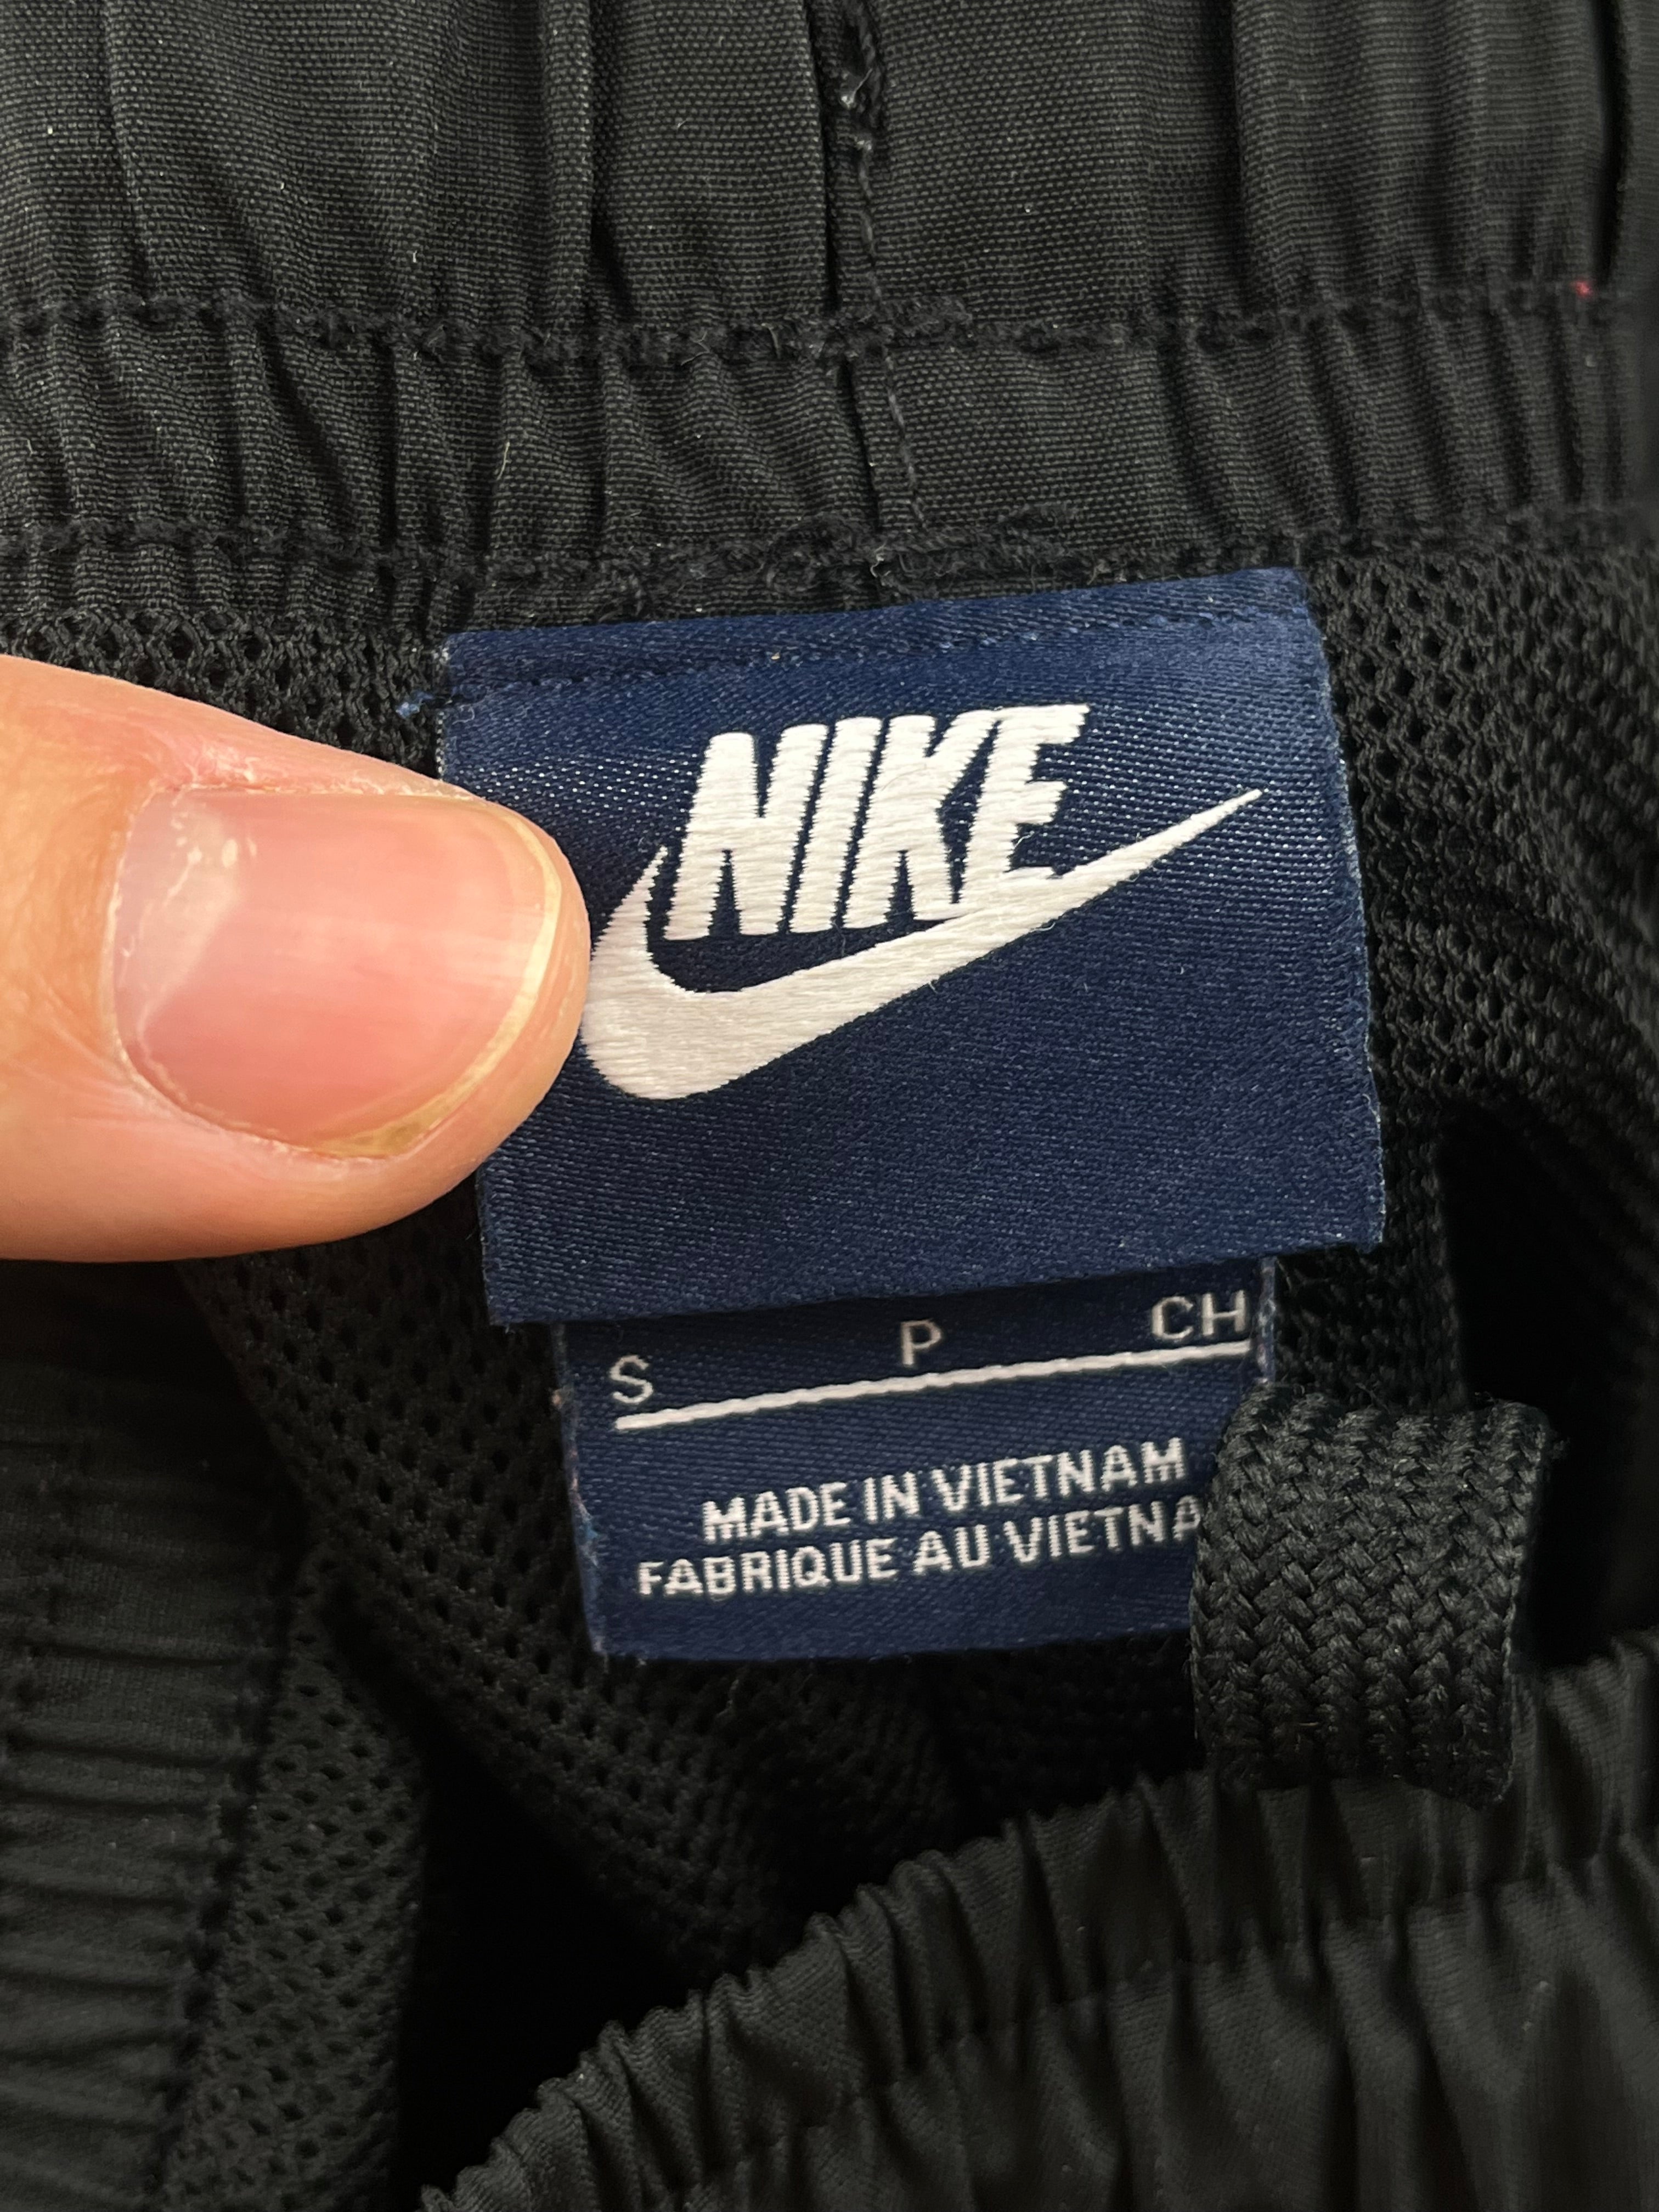 NIKE
S P CH
MADE IN VIETNAM
FABRIQUE AU VIETNA